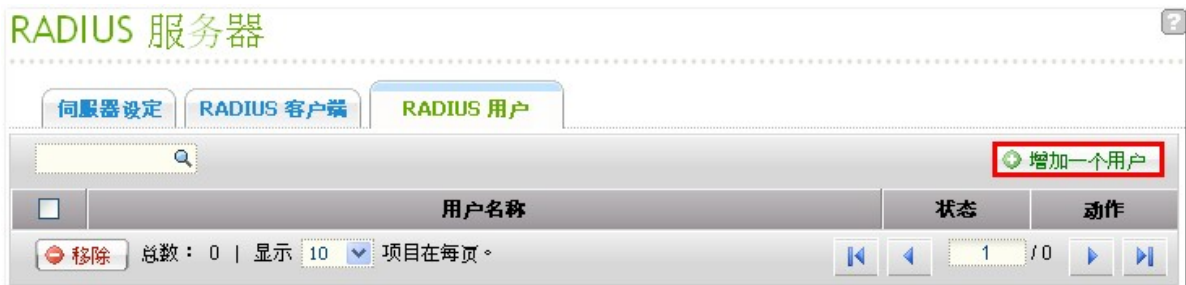 RADIUS 服务器
伺服器设定 RADIUS 客户端 RADIUS 用户
增加一个用户
用户名称 状态 动作
移除 总数： 0 | 显示 10 项目在每页。 1 / 0